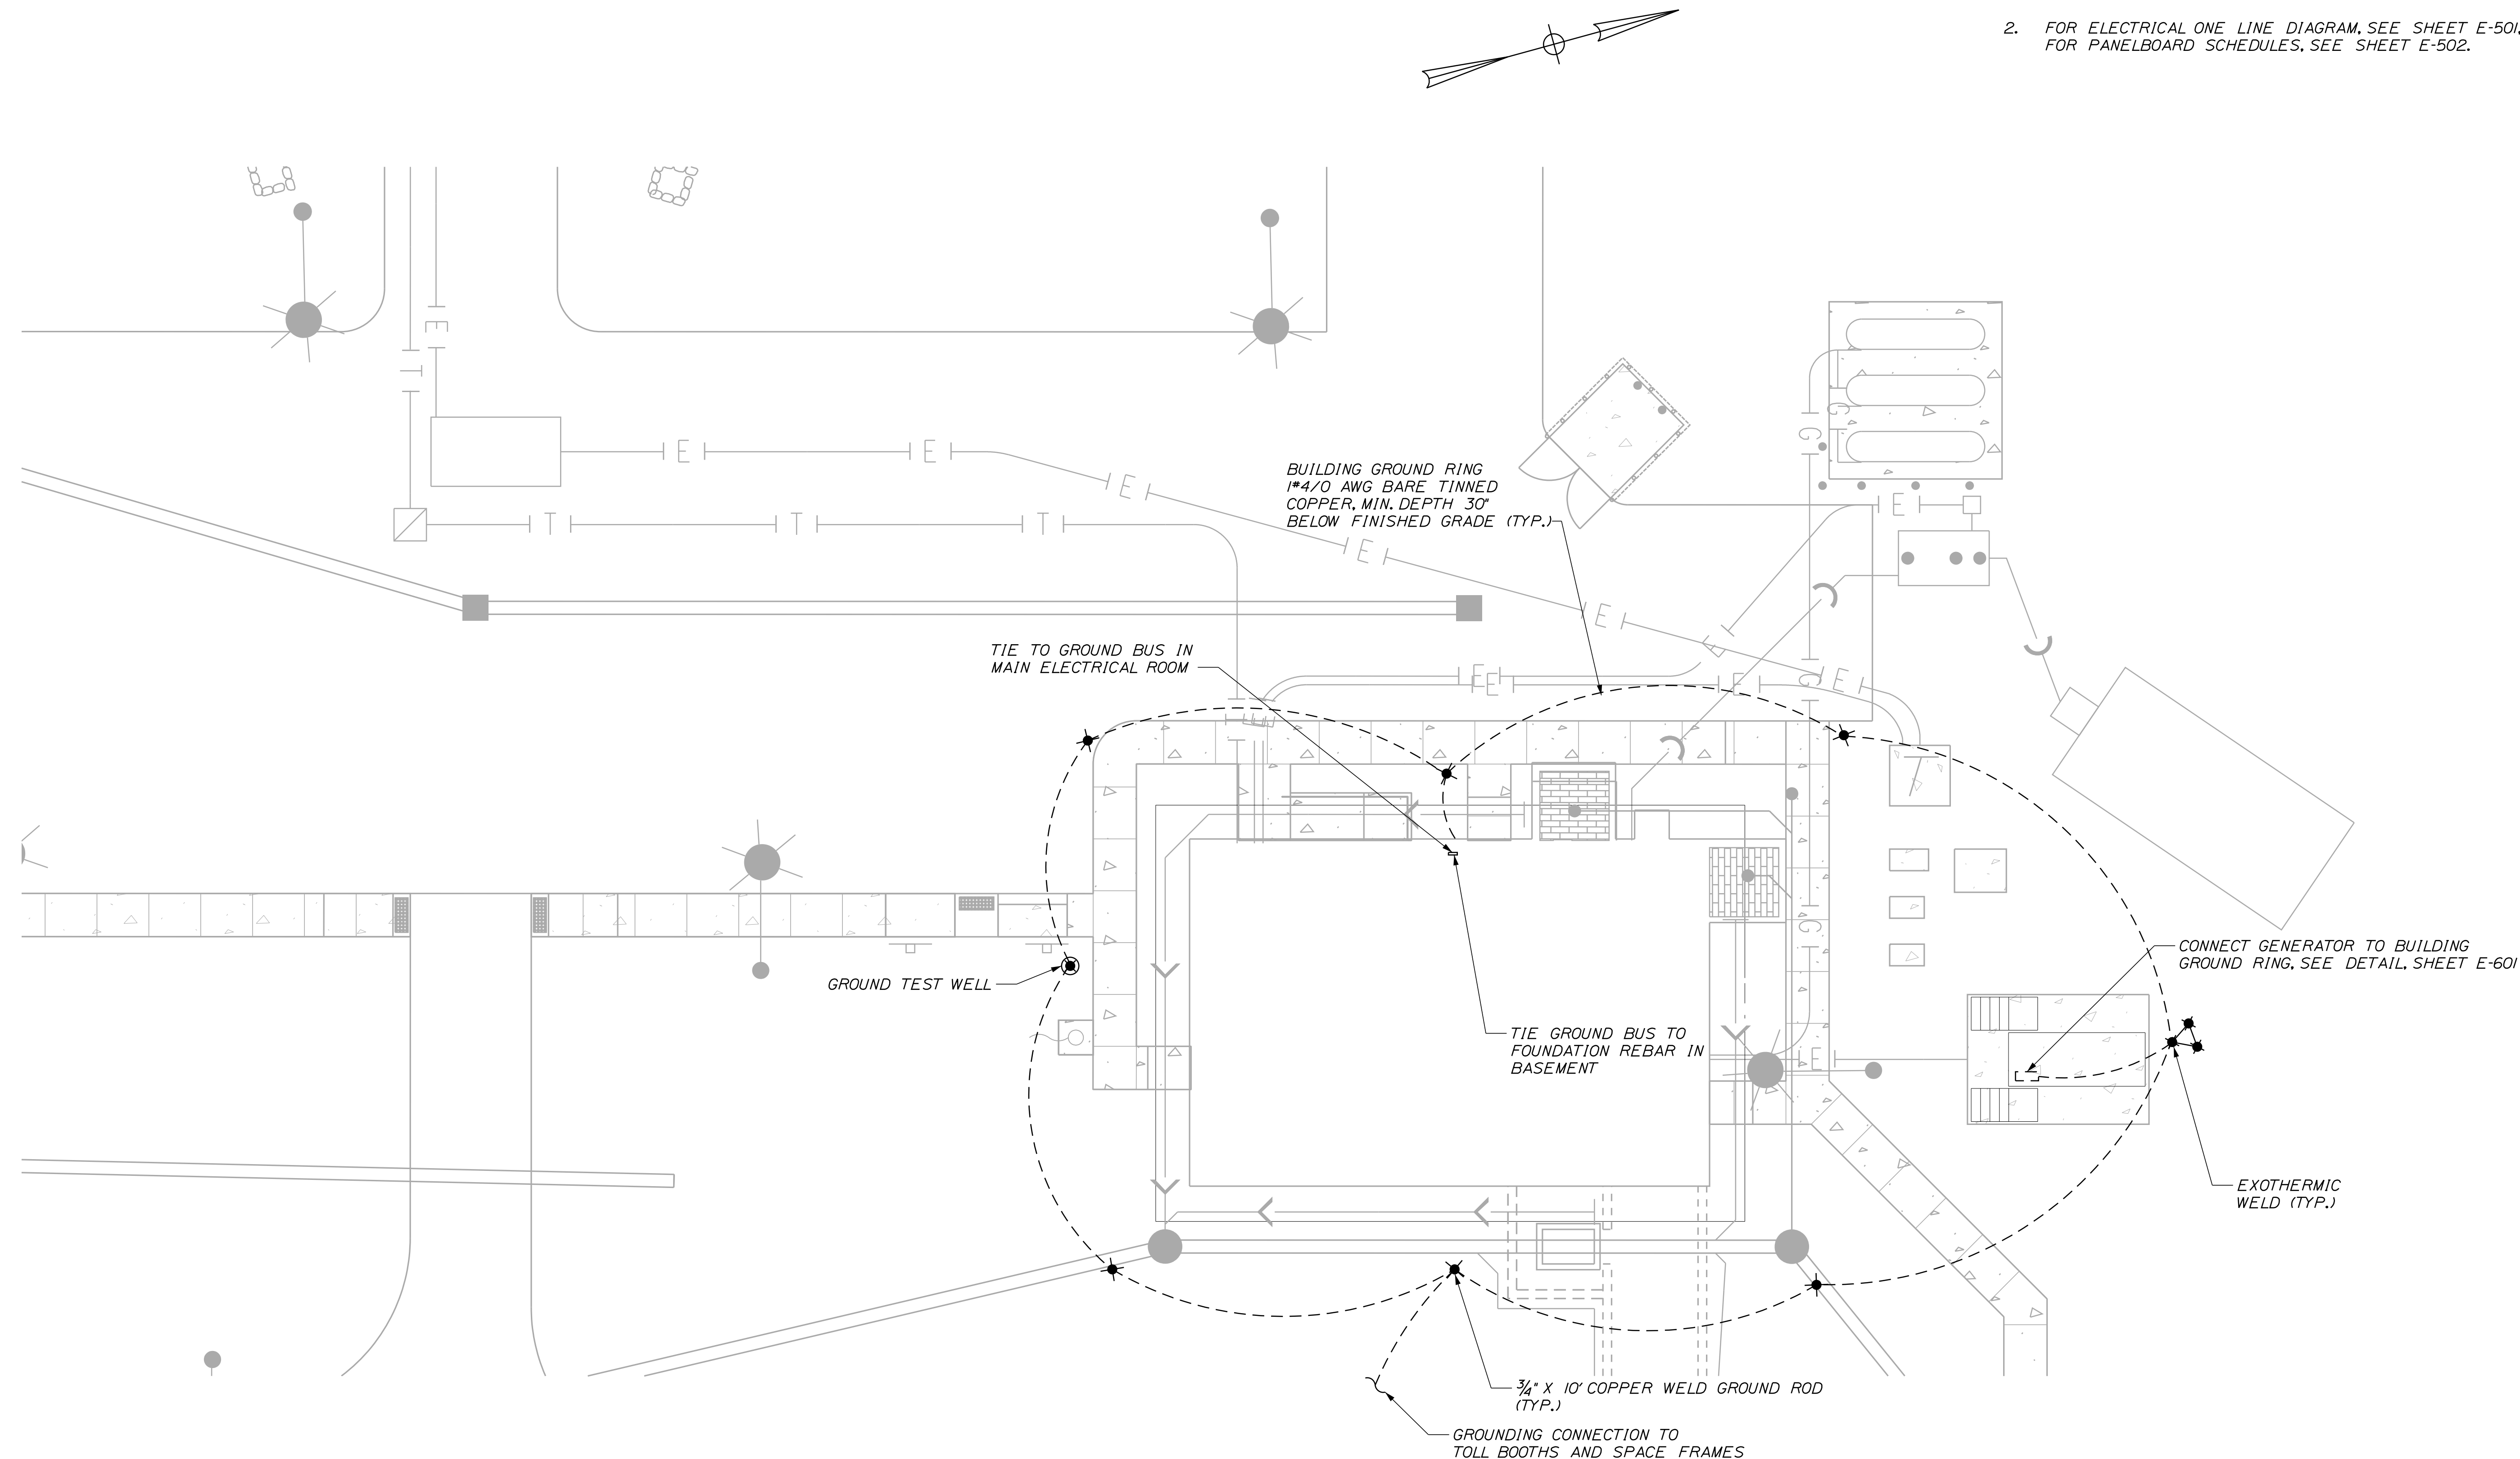 2. FOR ELECTRICAL ONE LINE DIAGRAM, SEE SHEET E-501,
FOR PANELBOARD SCHEDULES, SEE SHEET E-502.
E
T
E
E
E
E
T
T
T
G
G
E
BUILDING GROUND RING
1#4/0 AWG BARE TINNED
COPPER, MIN. DEPTH 30"
BELOW FINISHED GRADE (TYP.)
E
E
E
TIE TO GROUND BUS IN
MAIN ELECTRICAL ROOM
E
E
E
E
G
T
G
CONNECT GENERATOR TO BUILDING
GROUND RING, SEE DETAIL, SHEET E-601
GROUND TEST WELL
TIE GROUND BUS TO
FOUNDATION REBAR IN
BASEMENT
E
EXOTHERMIC
WELD (TYP.)
3/4" X 10' COPPER WELD GROUND ROD
(TYP.)
GROUNDING CONNECTION TO
TOLL BOOTHS AND SPACE FRAMES